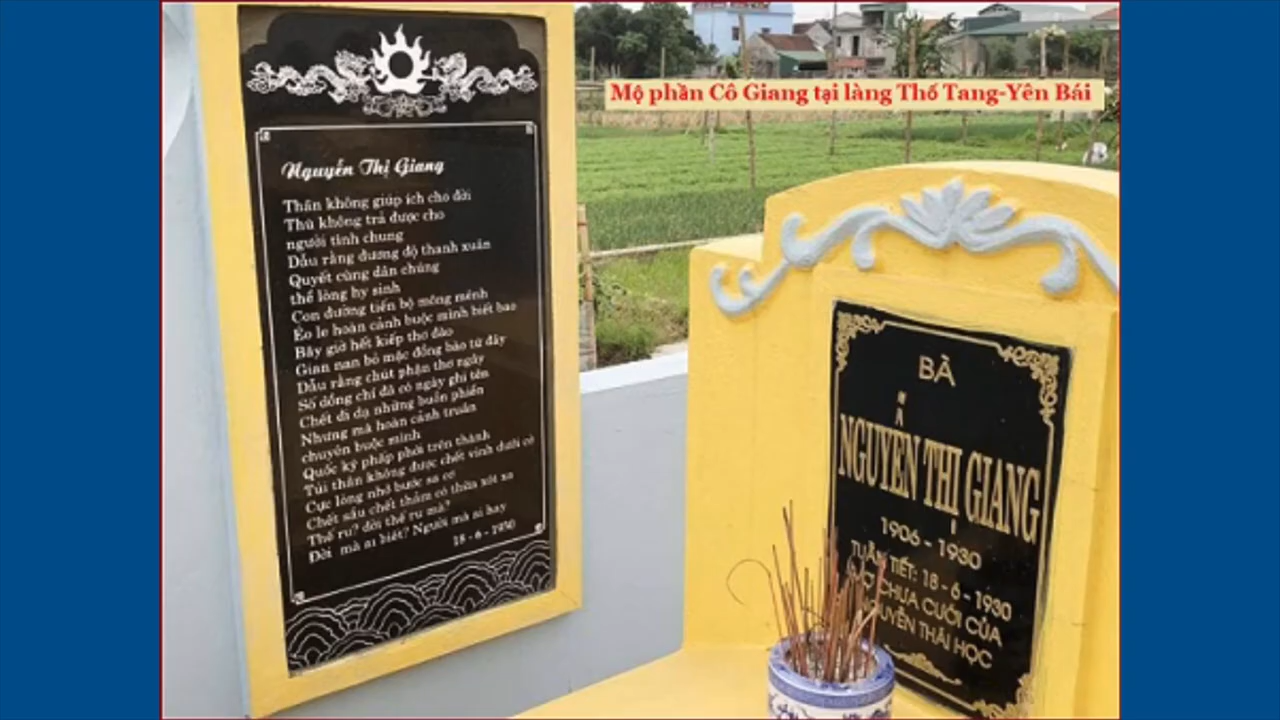 Mộ phần Cô Giang tại làng Thổ Tang-Yên Bái
Nguyễn Thị Giang
Thân không giúp ích cho đời
Thù không trả được cho
người tình chung
Dẫu rằng đương độ thanh xuân
Quyết cùng dân chúng
thề lòng hy sinh
Con đường tiến bộ mông mênh
Éo le hoàn cảnh buộc mình biết bao
Bây giờ hết kiếp thơ đào
Gian nan bỏ mặc đồng bào từ đây
Dẫu rằng chút phận thơ ngây
Sổ đồng chí đã có ngày ghi tên
Chết đi dạ những buồn phiền
Nhưng mà hoàn cảnh truân
chuyên buộc mình
Quốc kỳ phấp phới trên thành
Tủi thân không được chết vinh dưới cờ
Cực lòng nhỡ bước sa cơ
Chết sầu chết thảm có thừa xót xa
Thế ru? đời thế ru mà?
Đời mà ai biết? Người mà ai hay
18 - 6 - 1930
BÀ
NGUYỄN THỊ GIANG
1906 - 1930
TUẪN TIẾT: 18 - 6 - 1930
VỢ CHƯA CƯỚI CỦA
NGUYỄN THÁI HỌC